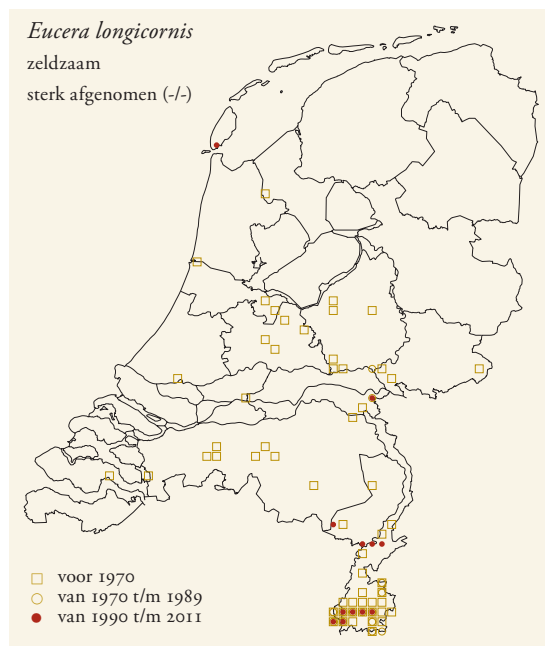 Eucera longicornis
zeldzaam
sterk afgenomen (-/-)
voor 1970
van 1970 t/m 1989
van 1990 t/m 2011